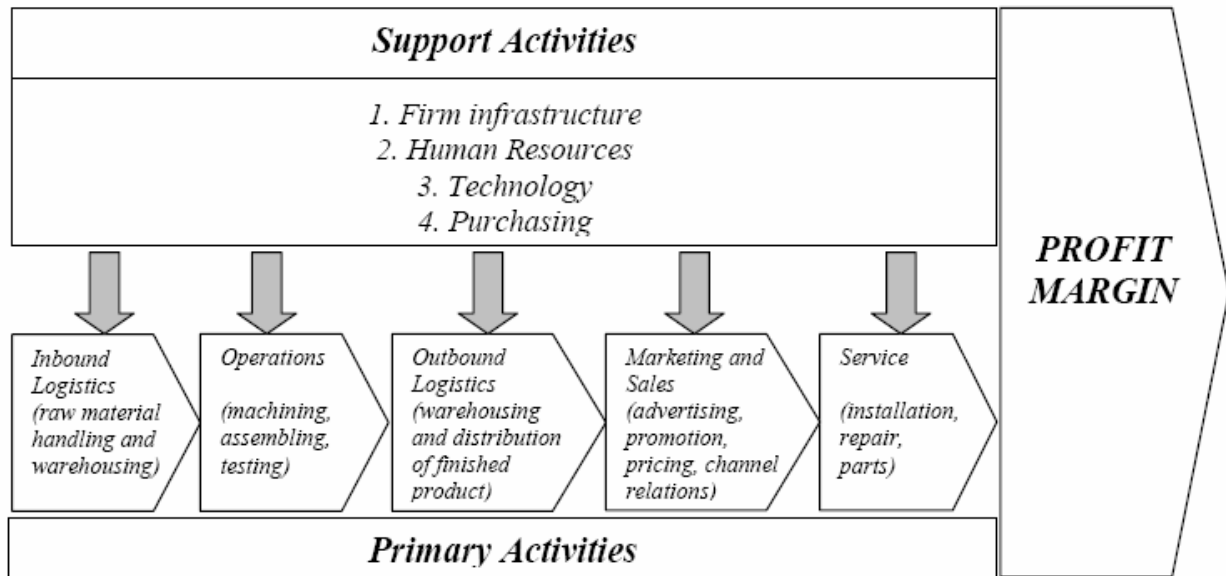 Support Activities
1. Firm infrastructure
2. Human Resources
3. Technology
4. Purchasing
PROFIT
MARGIN
Inbound
Logistics
(raw material
handling and
warehousing)
Operations
(machining,
assembling,
testing)
Outbound
Logistics
(warehousing
and distribution
of finished
product)
Marketing and
Sales
(advertising,
promotion,
pricing, channel
relations)
Service
(installation,
repair,
parts)
Primary Activities